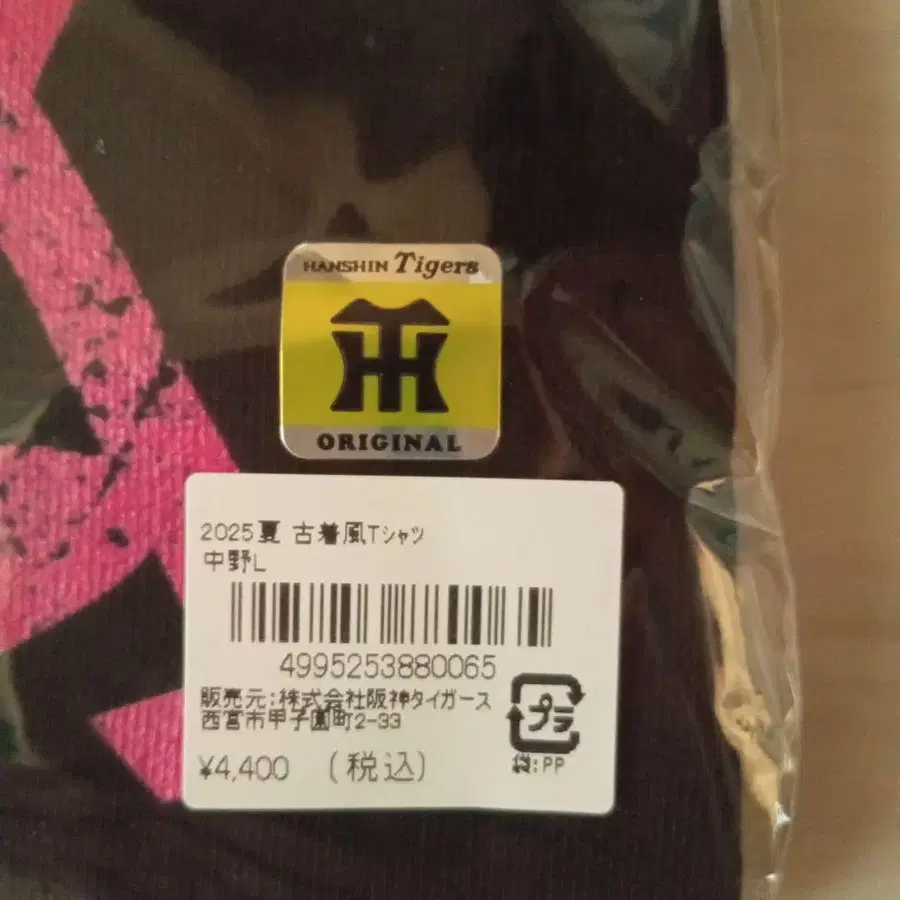 HANSHIN Tigers
ORIGINAL
2025夏 古着風Tシャツ
中野L
4995253880065
販売元:株式会社阪神タイガース
西宮市甲子園町2-33
プラ
¥4,400 (税込)
袋:PP